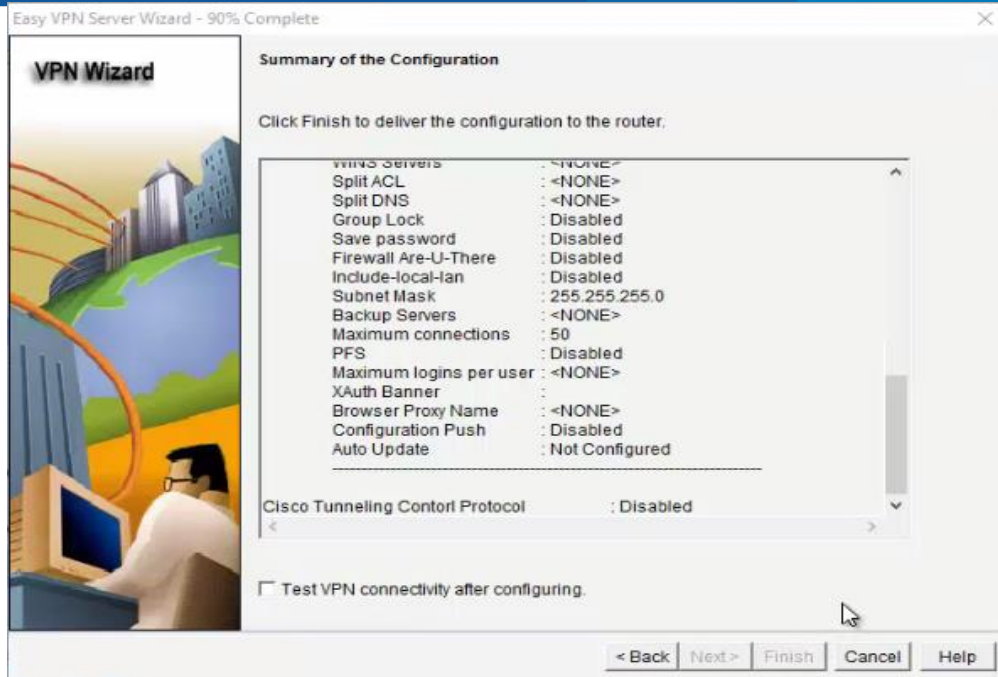 Easy VPN Server Wizard - 90% Complete
VPN Wizard
Summary of the Configuration
Click Finish to deliver the configuration to the router.
WINS Servers : <NONE>
Split ACL : <NONE>
Split DNS : <NONE>
Group Lock : Disabled
Save password : Disabled
Firewall Are-U-There : Disabled
Include-local-lan : Disabled
Subnet Mask : 255.255.255.0
Backup Servers : <NONE>
Maximum connections : 50
PFS : Disabled
Maximum logins per user : <NONE>
XAuth Banner :
Browser Proxy Name : <NONE>
Configuration Push : Disabled
Auto Update : Not Configured
----------------------------------------------------------------------
Cisco Tunneling Contorl Protocol : Disabled
Test VPN connectivity after configuring.
< Back Next > Finish Cancel Help